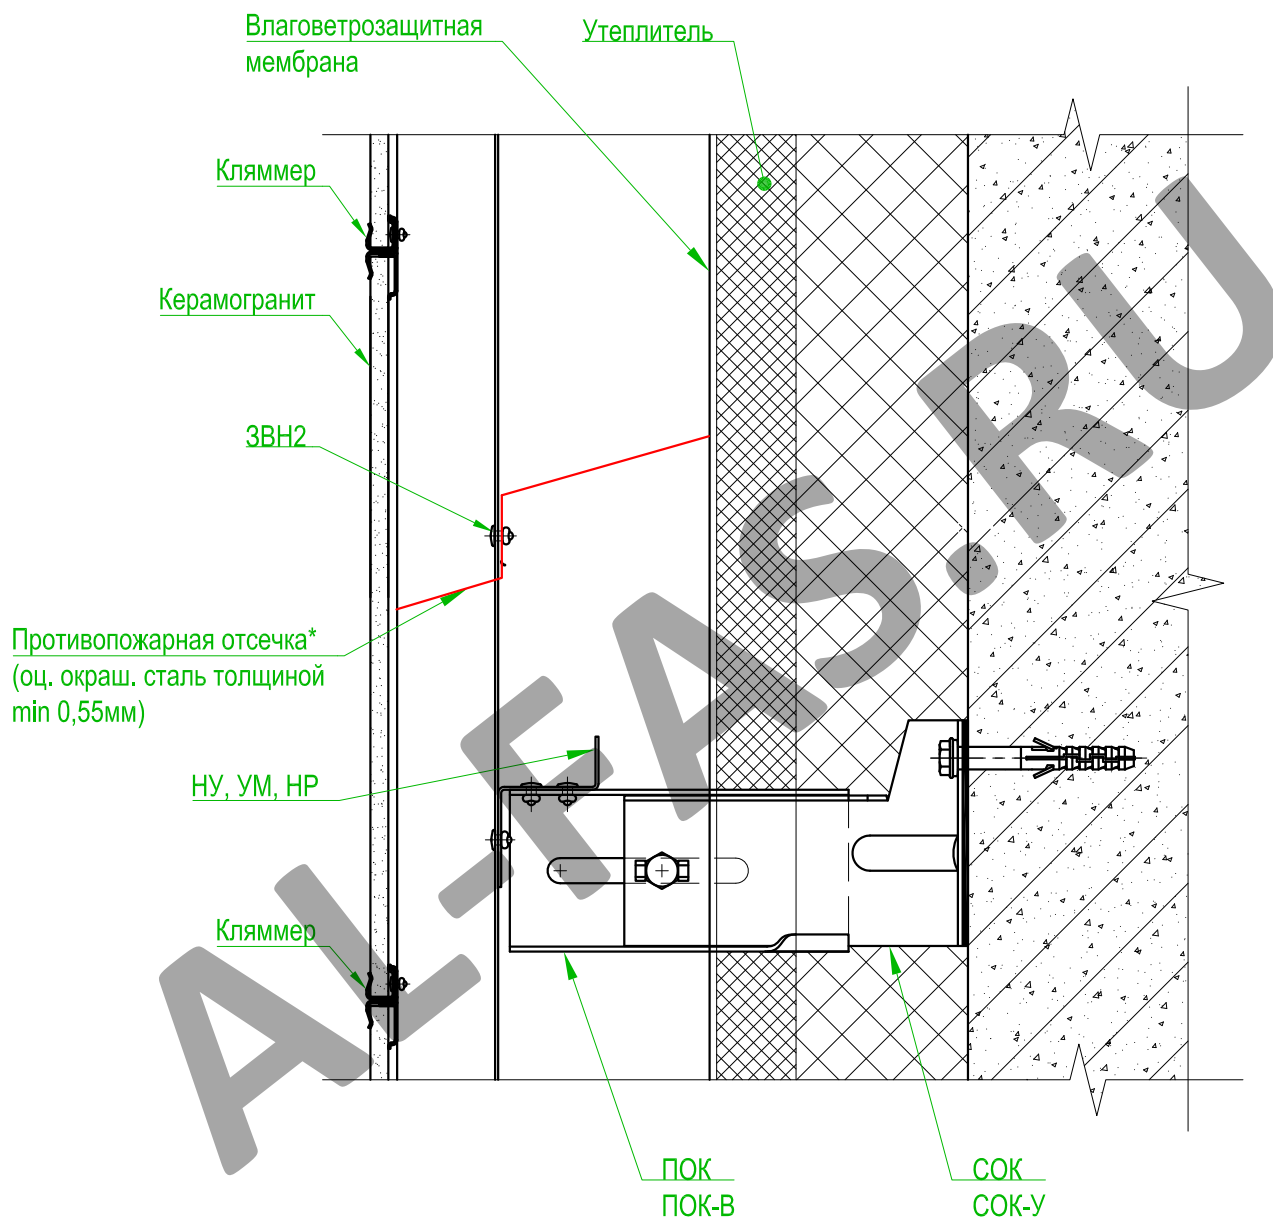 Влаговетрозащитная
мембрана
Утеплитель
Кляммер
Керамогранит
ЗВН2
Противопожарная отсечка*
(оц. окраш. сталь толщиной
min 0,55мм)
НУ, УМ, НР
Кляммер
ПОК
ПОК-В
СОК
СОК-У
AL-FAS.RU